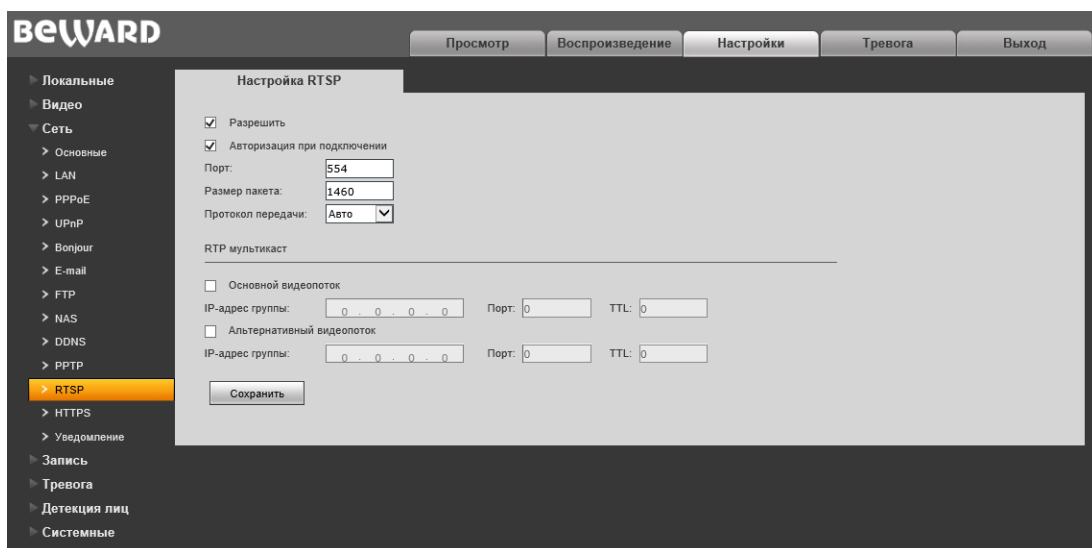 BEWARD
Просмотр Воспроизведение Настройки Тревога Выход
Локальные
Видео
Сеть
Основные
LAN
PPPoE
UPnP
Bonjour
E-mail
FTP
NAS
DDNS
PPTP
RTSP
HTTPS
Уведомление
Запись
Тревога
Детекция лиц
Системные
Настройка RTSP
Разрешить
Авторизация при подключении
Порт: 554
Размер пакета: 1460
Протокол передачи: Авто
RTP мультикаст
Основной видеопоток
IP-адрес группы: 0 . 0 . 0 . 0 Порт: 0 TTL: 0
Альтернативный видеопоток
IP-адрес группы: 0 . 0 . 0 . 0 Порт: 0 TTL: 0
Сохранить